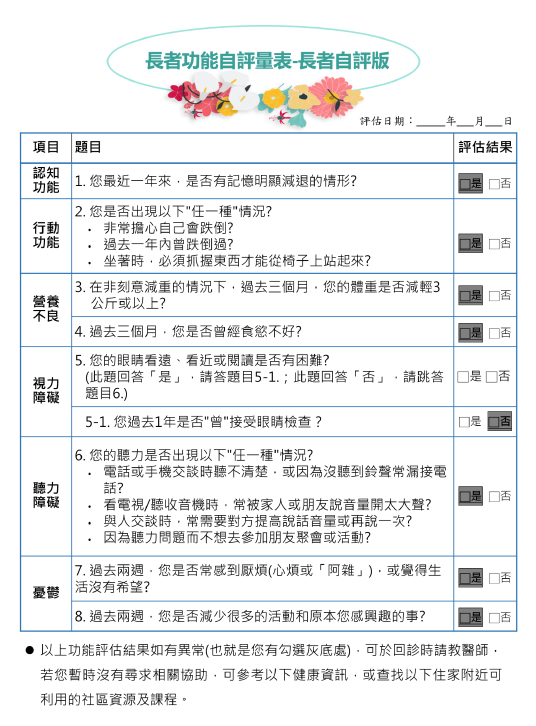 長者功能自評量表-長者自評版
評估日期：_____年___月___日
項目 題目 評估結果
認知
功能
1. 您最近一年來，是否有記憶明顯減退的情形?
□是 □否
行動
功能
2. 您是否出現以下"任一種"情況?
• 非常擔心自己會跌倒?
• 過去一年內曾跌倒過?
• 坐著時，必須抓握東西才能從椅子上站起來?
□是 □否
營養
不良
3. 在非刻意減重的情況下，過去三個月，您的體重是否減輕3
公斤或以上?
□是 □否
4. 過去三個月，您是否曾經食慾不好?
□是 □否
視力
障礙
5. 您的眼睛看遠、看近或閱讀是否有困難?
(此題回答「是」，請答題目5-1.；此題回答「否」，請跳答
題目6.)
□是 □否
5-1. 您過去1年是否"曾"接受眼睛檢查？
□是 □否
聽力
障礙
6. 您的聽力是否出現以下"任一種"情況?
• 電話或手機交談時聽不清楚，或因為沒聽到鈴聲常漏接電
話?
• 看電視/聽收音機時，常被家人或朋友說音量開太大聲?
• 與人交談時，常需要對方提高說話音量或再說一次?
• 因為聽力問題而不想去參加朋友聚會或活動?
□是 □否
憂鬱
7. 過去兩週，您是否常感到厭煩(心煩或「阿雜」)，或覺得生
活沒有希望?
□是 □否
8. 過去兩週，您是否減少很多的活動和原本您感興趣的事?
□是 □否
● 以上功能評估結果如有異常(也就是您有勾選灰底處)，可於回診時請教醫師，
若您暫時沒有尋求相關協助，可參考以下健康資訊，或查找以下住家附近可
利用的社區資源及課程。